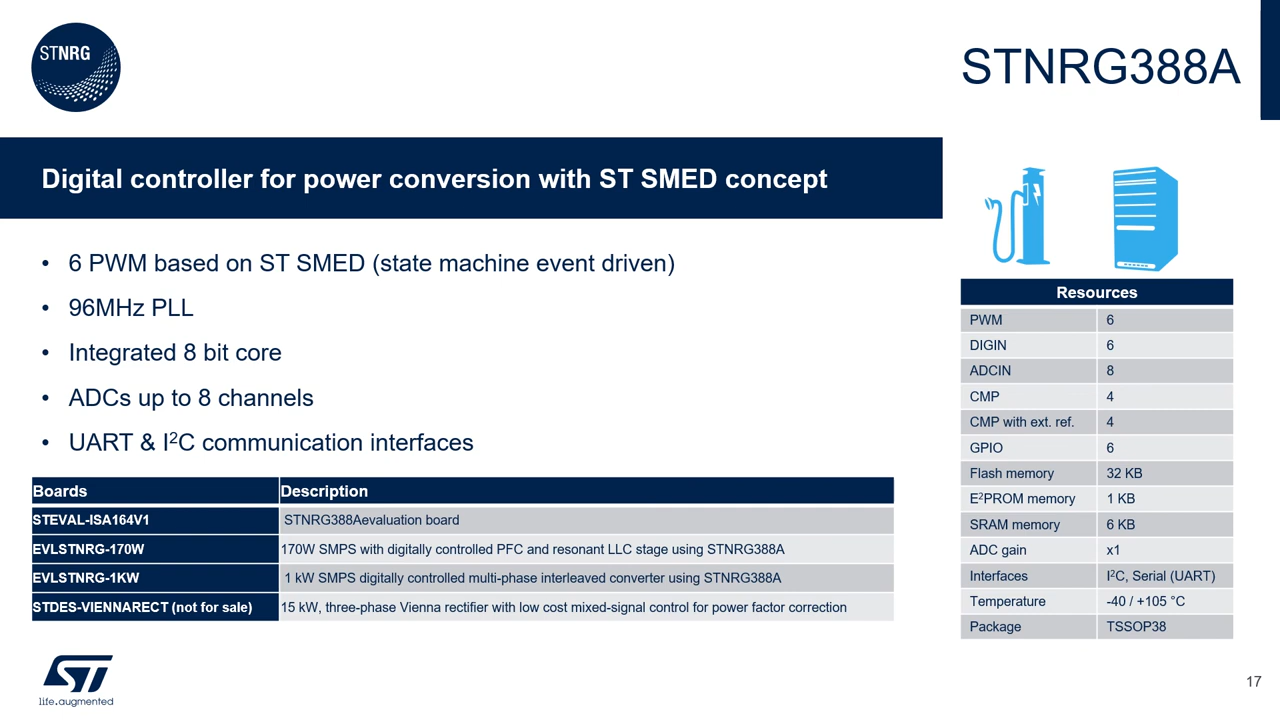 STNRG
STNRG388A
Digital controller for power conversion with ST SMED concept
• 6 PWM based on ST SMED (state machine event driven)
• 96MHz PLL
• Integrated 8 bit core
• ADCs up to 8 channels
• UART & I²C communication interfaces
Boards Description
STEVAL-ISA164V1 STNRG388Aevaluation board
EVLSTNRG-170W 170W SMPS with digitally controlled PFC and resonant LLC stage using STNRG388A
EVLSTNRG-1KW 1 kW SMPS digitally controlled multi-phase interleaved converter using STNRG388A
STDES-VIENNARECT (not for sale) 15 kW, three-phase Vienna rectifier with low cost mixed-signal control for power factor correction
Resources
PWM 6
DIGIN 6
ADCIN 8
CMP 4
CMP with ext. ref. 4
GPIO 6
Flash memory 32 KB
E²PROM memory 1 KB
SRAM memory 6 KB
ADC gain x1
Interfaces I²C, Serial (UART)
Temperature -40 / +105 °C
Package TSSOP38
ST
life.augmented
17